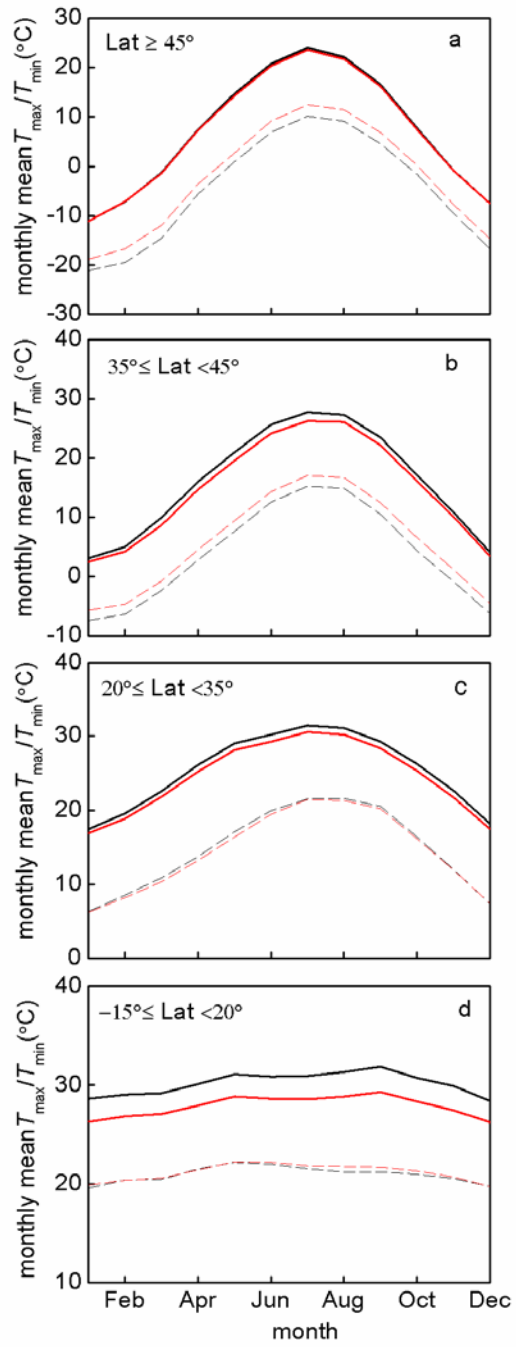 Lat ≥ 45° a
30
20
10
0
-10
-20
-30
monthly mean Tmax/Tmin(°C)
35°≤ Lat <45° b
40
30
20
10
0
-10
monthly mean Tmax/Tmin(°C)
20°≤ Lat <35° c
40
30
20
10
0
monthly mean Tmax/Tmin(°C)
−15°≤ Lat <20° d
40
30
20
10
monthly mean Tmax/Tmin(°C)
Feb Apr Jun Aug Oct Dec
month